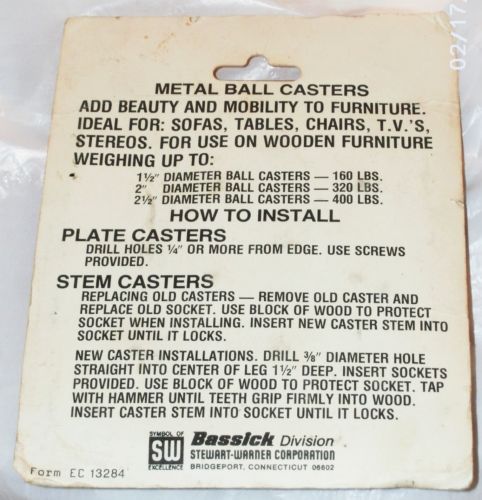 METAL BALL CASTERS
ADD BEAUTY AND MOBILITY TO FURNITURE.
IDEAL FOR: SOFAS, TABLES, CHAIRS, T.V.'S,
STEREOS. FOR USE ON WOODEN FURNITURE
WEIGHING UP TO:
1½" DIAMETER BALL CASTERS — 160 LBS.
2" DIAMETER BALL CASTERS — 320 LBS.
2½" DIAMETER BALL CASTERS — 400 LBS.
HOW TO INSTALL
PLATE CASTERS
DRILL HOLES ¼" OR MORE FROM EDGE. USE SCREWS
PROVIDED.
STEM CASTERS
REPLACING OLD CASTERS — REMOVE OLD CASTER AND
REPLACE OLD SOCKET. USE BLOCK OF WOOD TO PROTECT
SOCKET WHEN INSTALLING. INSERT NEW CASTER STEM INTO
SOCKET UNTIL IT LOCKS.
NEW CASTER INSTALLATIONS. DRILL ⅜" DIAMETER HOLE
STRAIGHT INTO CENTER OF LEG 1½" DEEP. INSERT SOCKETS
PROVIDED. USE BLOCK OF WOOD TO PROTECT SOCKET. TAP
WITH HAMMER UNTIL TEETH GRIP FIRMLY INTO WOOD.
INSERT CASTER STEM INTO SOCKET UNTIL IT LOCKS.
SYMBOL OF
SW
EXCELLENCE
Bassick Division
STEWART-WARNER CORPORATION
BRIDGEPORT, CONNECTICUT 06602
Form EC 13284
02/17/